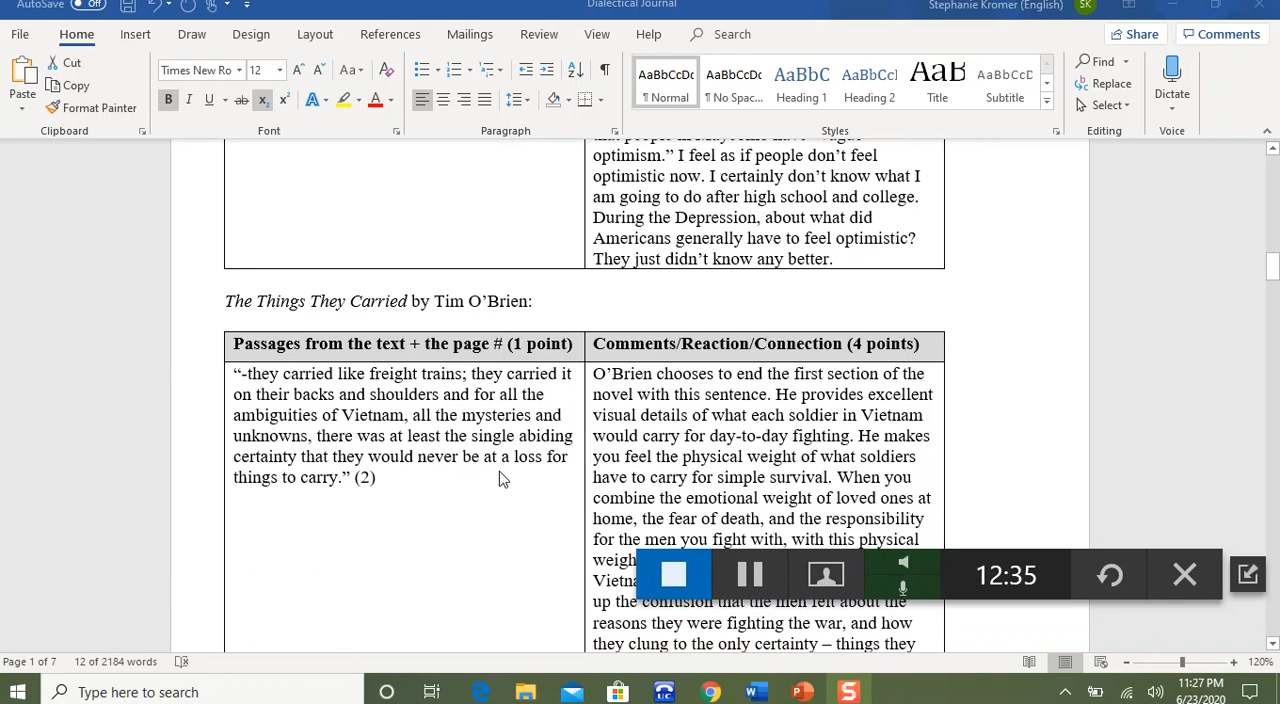 AutoSave Off
Dialectical Journal
Stephanie Kromer (English) SK
File Home Insert Draw Design Layout References Mailings Review View Help Search Share Comments
Paste Cut Copy Format Painter
Times New Ro 12 Aa
B I U ab x₂ x² A A
AaBbCcDc AaBbCcDc AaBbC AaBbCcI AaB AaBbCcD
¶ Normal ¶ No Spac... Heading 1 Heading 2 Title Subtitle
Find Replace Select Dictate
Clipboard Font Paragraph Styles Editing Voice
optimism.” I feel as if people don’t feel
optimistic now. I certainly don’t know what I
am going to do after high school and college.
During the Depression, about what did
Americans generally have to feel optimistic?
They just didn’t know any better.
The Things They Carried by Tim O’Brien:
Passages from the text + the page # (1 point)
“-they carried like freight trains; they carried it
on their backs and shoulders and for all the
ambiguities of Vietnam, all the mysteries and
unknowns, there was at least the single abiding
certainty that they would never be at a loss for
things to carry.” (2)
Comments/Reaction/Connection (4 points)
O’Brien chooses to end the first section of the
novel with this sentence. He provides excellent
visual details of what each soldier in Vietnam
would carry for day-to-day fighting. He makes
you feel the physical weight of what soldiers
have to carry for simple survival. When you
combine the emotional weight of loved ones at
home, the fear of death, and the responsibility
for the men you fight with, with this physical
up the confusion that the men felt about the
reasons they were fighting the war, and how
they clung to the only certainty – things they
12:35
Page 1 of 7 12 of 2184 words 120%
Type here to search
11:27 PM
6/23/2020